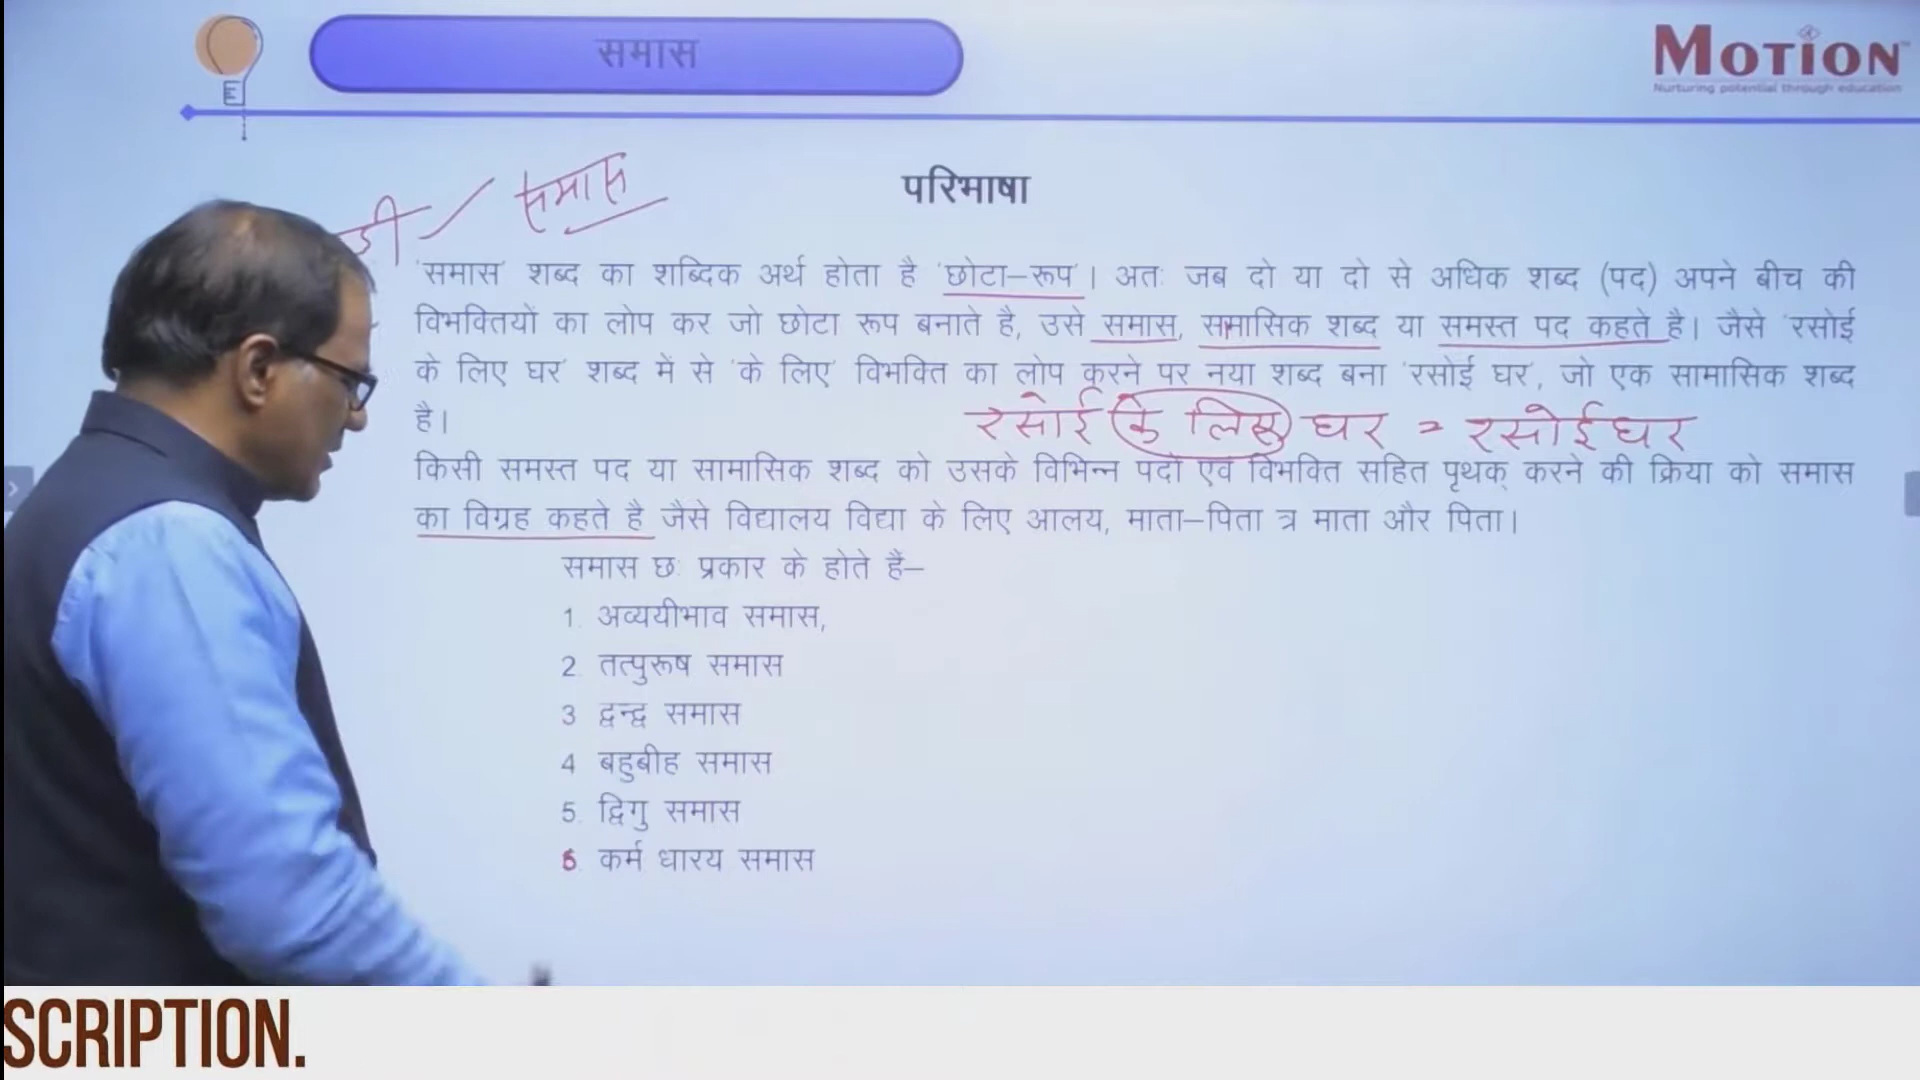 समास
MOTION
Nurturing potential through education
समास
परिभाषा
'समास' शब्द का शब्दिक अर्थ होता है 'छोटा–रूप'। अतः जब दो या दो से अधिक शब्द (पद) अपने बीच की
विभक्तियों का लोप कर जो छोटा रूप बनाते है, उसे समास, सामासिक शब्द या समस्त पद कहते है। जैसे 'रसोई
के लिए घर' शब्द में से 'के लिए' विभक्ति का लोप करने पर नया शब्द बना 'रसोई घर', जो एक सामासिक शब्द
है।
रसोई के लिए घर = रसोईघर
किसी समस्त पद या सामासिक शब्द को उसके विभिन्न पदों एवं विभक्ति सहित पृथक् करने की क्रिया को समास
का विग्रह कहते है जैसे विद्यालय विद्या के लिए आलय, माता–पिता त्र माता और पिता।
समास छः प्रकार के होते हैं–
1. अव्ययीभाव समास,
2. तत्पुरूष समास
3 द्वन्द्व समास
4 बहुबीह समास
5. द्विगु समास
6. कर्म धारय समास
SCRIPTION.